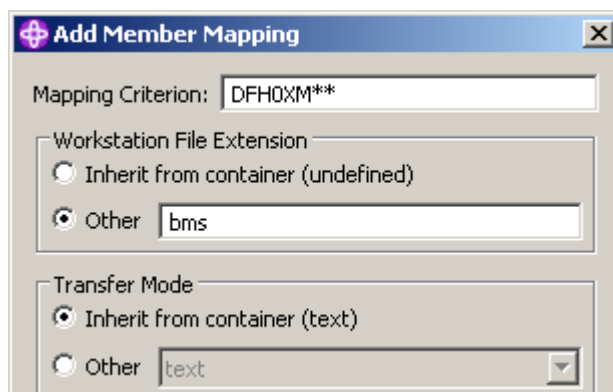 Add Member Mapping
Mapping Criterion: DFH0XM**
Workstation File Extension
Inherit from container (undefined)
Other bms
Transfer Mode
Inherit from container (text)
Other text